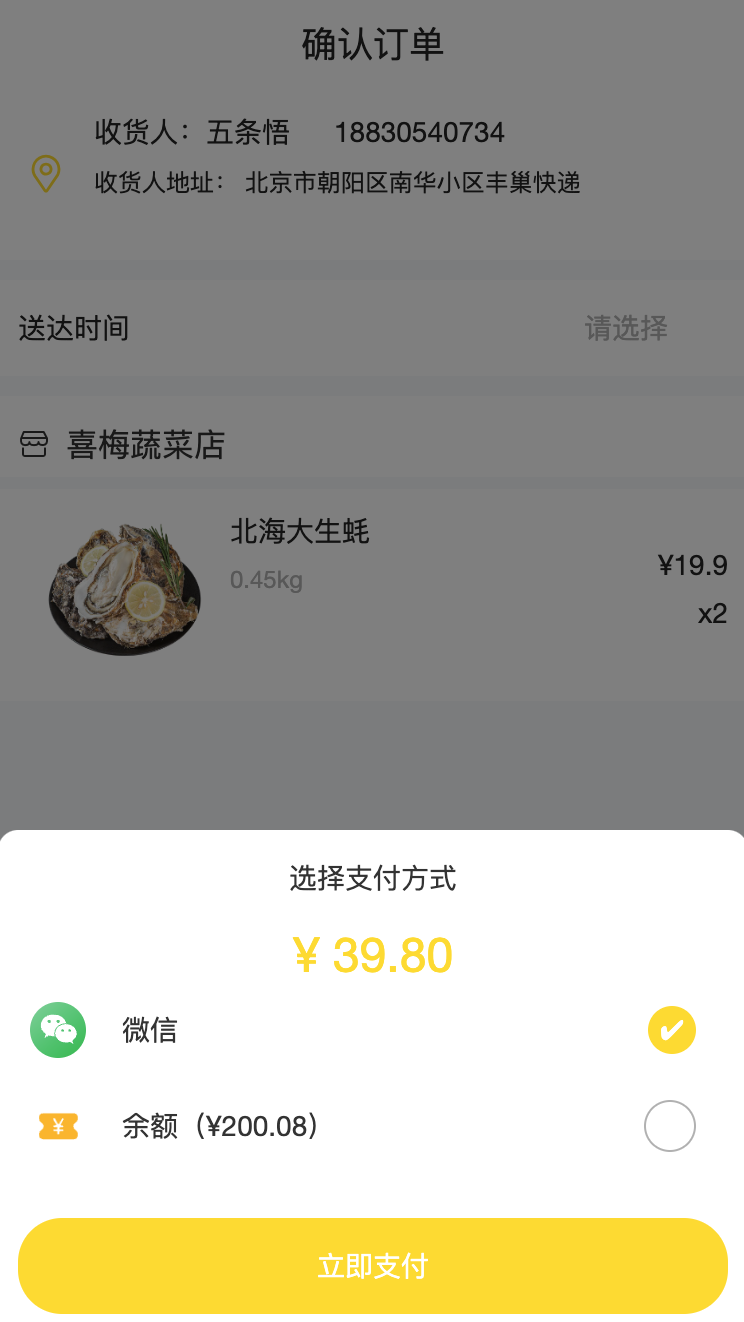 确认订单
收货人：五条悟 18830540734
收货人地址： 北京市朝阳区南华小区丰巢快递
送达时间 请选择
喜梅蔬菜店
北海大生蚝
0.45kg
¥19.9
x2
选择支付方式
¥ 39.80
微信
余额（¥200.08）
立即支付